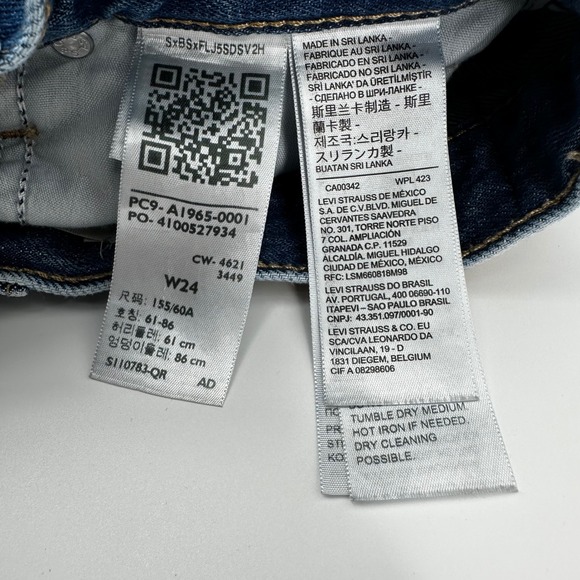 SxBSxFLJ5SDSV2H
PC9- A1965-0001
PO- 4100527934
CW- 4621
3449
W24
尺码: 155/60A
호칭: 61-86
허리둘레: 61 cm
엉덩이둘레: 86 cm
S110783-QR
AD
MADE IN SRI LANKA -
FABRIQUE AU SRI LANKA -
FABRICADO EN SRI LANKA -
FABRICADO NO SRI LANKA -
SRI LANKA'DA ÜRETİLMİŞTİR
- СДЕЛАНО В ШРИ-ЛАНКЕ -
斯里兰卡制造 - 斯里
蘭卡製 -
제조국:스리랑카 -
スリランカ製 -
BUATAN SRI LANKA
CA00342 WPL 423
LEVI STRAUSS DE MÉXICO
S.A. DE C.V.BLVD. MIGUEL DE
CERVANTES SAAVEDRA
NO. 301, TORRE NORTE PISO
7 COL. AMPLIACIÓN
GRANADA C.P. 11529
ALCALDÍA. MIGUEL HIDALGO
CIUDAD DE MÉXICO, MÉXICO
RFC: LSM660818M98
LEVI STRAUSS DO BRASIL
AV. PORTUGAL, 400 06690-110
ITAPEVI – SAO PAULO BRASIL
CNPJ: 43.351.097/0001-90
LEVI STRAUSS & CO. EU
SCA/CVA LEONARDO DA
VINCILAAN, 19 - D
1831 DIEGEM, BELGIUM
CIF A 08298606
TUMBLE DRY MEDIUM.
HOT IRON IF NEEDED.
DRY CLEANING
POSSIBLE.